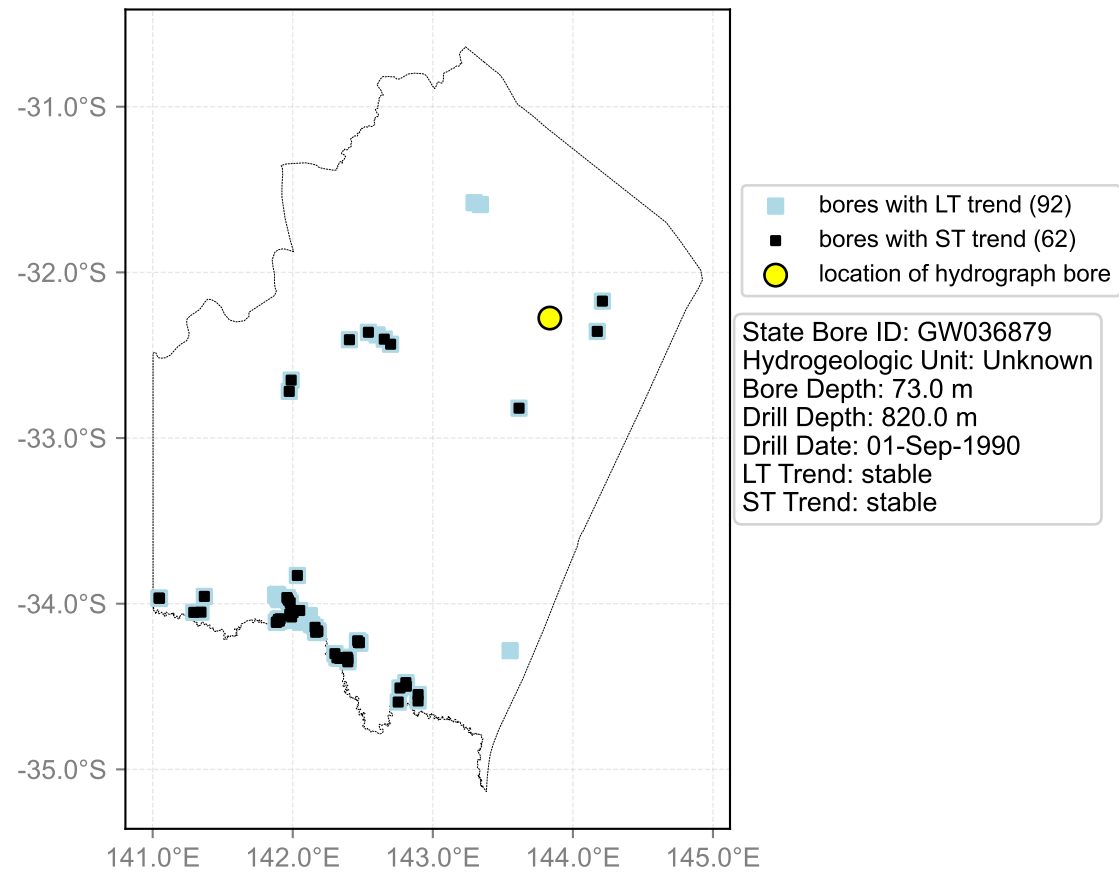 -31.0°S
-32.0°S
-33.0°S
-34.0°S
-35.0°S
141.0°E 142.0°E 143.0°E 144.0°E 145.0°E
bores with LT trend (92)
bores with ST trend (62)
location of hydrograph bore
State Bore ID: GW036879
Hydrogeologic Unit: Unknown
Bore Depth: 73.0 m
Drill Depth: 820.0 m
Drill Date: 01-Sep-1990
LT Trend: stable
ST Trend: stable